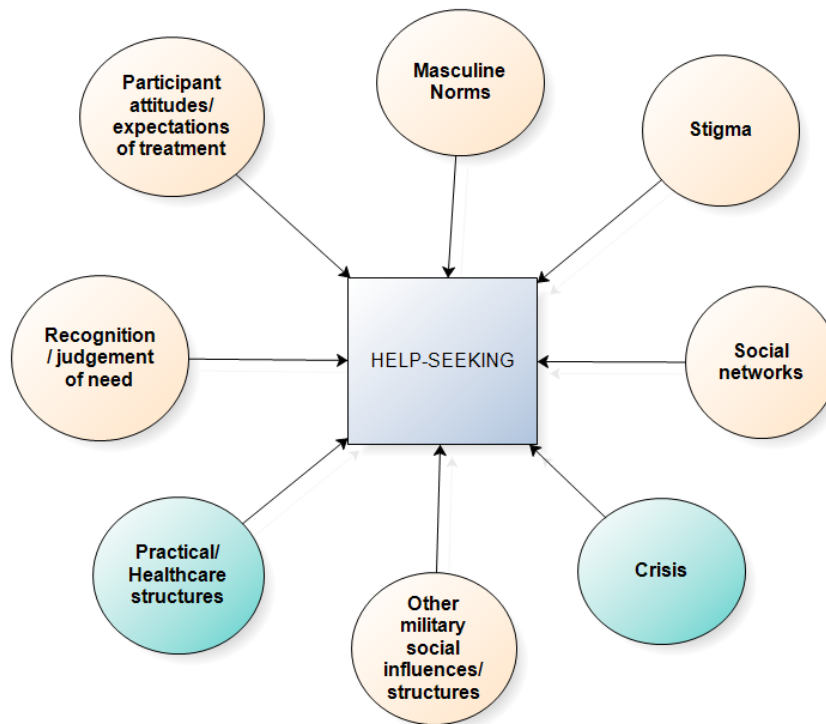 Participant
attitudes/
expectations
of treatment
Masculine
Norms
Stigma
Recognition
/ judgement
of need
HELP-SEEKING
Social
networks
Practical/
Healthcare
structures
Other
military
social
influences/
structures
Crisis